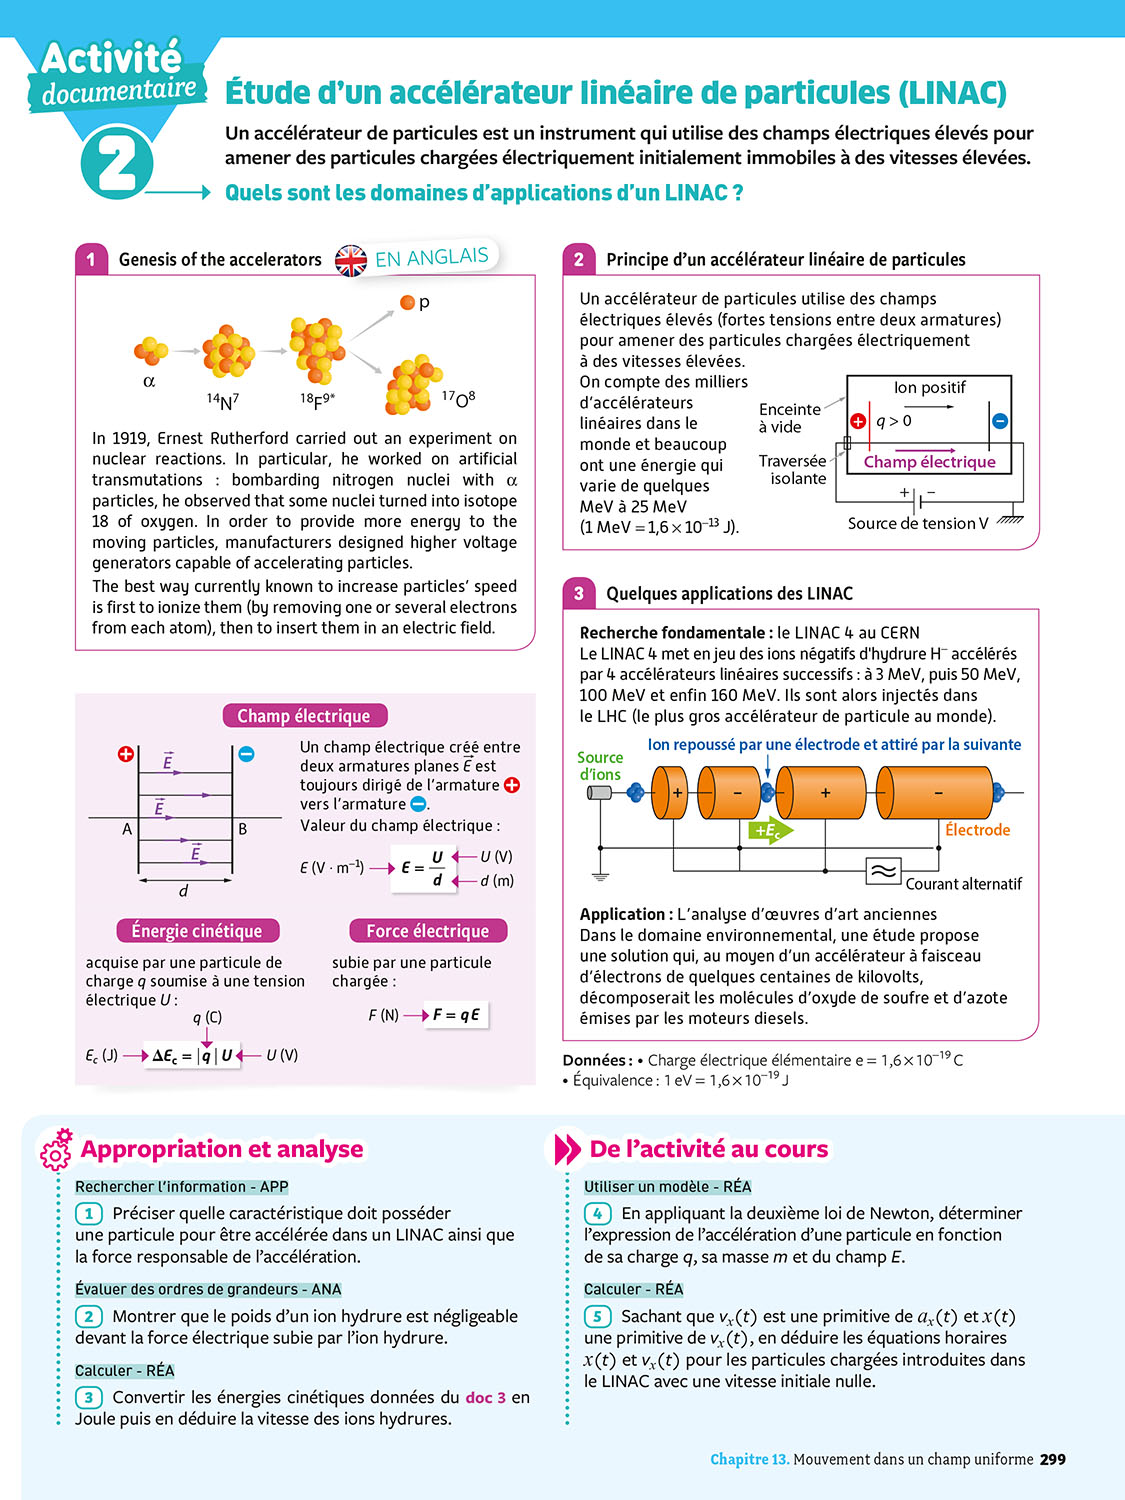 Activité
documentaire
2
Étude d'un accélérateur linéaire de particules (LINAC)
Un accélérateur de particules est un instrument qui utilise des champs électriques élevés pour
amener des particules chargées électriquement initialement immobiles à des vitesses élevées.
Quels sont les domaines d'applications d'un LINAC ?
1 Genesis of the accelerators
EN ANGLAIS
p
α
¹⁴N⁷
¹⁸F⁹*
¹⁷O⁸
In 1919, Ernest Rutherford carried out an experiment on
nuclear reactions. In particular, he worked on artificial
transmutations : bombarding nitrogen nuclei with α
particles, he observed that some nuclei turned into isotope
18 of oxygen. In order to provide more energy to the
moving particles, manufacturers designed higher voltage
generators capable of accelerating particles.
The best way currently known to increase particles' speed
is first to ionize them (by removing one or several electrons
from each atom), then to insert them in an electric field.
Champ électrique
+
−
E⃗
E⃗
A
B
E⃗
d
Un champ électrique créé entre
deux armatures planes E⃗ est
toujours dirigé de l'armature +
vers l'armature −.
Valeur du champ électrique :
E (V · m⁻¹)
E = U/d
U (V)
d (m)
Énergie cinétique
acquise par une particule de
charge q soumise à une tension
électrique U :
q (C)
E꜀ (J)
ΔE꜀ = |q| U
U (V)
Force électrique
subie par une particule
chargée :
F (N)
F = qE
2 Principe d'un accélérateur linéaire de particules
Un accélérateur de particules utilise des champs
électriques élevés (fortes tensions entre deux armatures)
pour amener des particules chargées électriquement
à des vitesses élevées.
On compte des milliers
d'accélérateurs
linéaires dans le
monde et beaucoup
ont une énergie qui
varie de quelques
MeV à 25 MeV
(1 MeV = 1,6 × 10⁻¹³ J).
Enceinte
à vide
Traversée
isolante
Ion positif
+
q > 0
−
Champ électrique
+ −
Source de tension V
3 Quelques applications des LINAC
Recherche fondamentale : le LINAC 4 au CERN
Le LINAC 4 met en jeu des ions négatifs d'hydrure H⁻ accélérés
par 4 accélérateurs linéaires successifs : à 3 MeV, puis 50 MeV,
100 MeV et enfin 160 MeV. Ils sont alors injectés dans
le LHC (le plus gros accélérateur de particule au monde).
Ion repoussé par une électrode et attiré par la suivante
Source
d'ions
+
−
+
−
+E꜀
Électrode
Courant alternatif
Application : L'analyse d'œuvres d'art anciennes
Dans le domaine environnemental, une étude propose
une solution qui, au moyen d'un accélérateur à faisceau
d'électrons de quelques centaines de kilovolts,
décomposerait les molécules d'oxyde de soufre et d'azote
émises par les moteurs diesels.
Données : • Charge électrique élémentaire e = 1,6 × 10⁻¹⁹ C
• Équivalence : 1 eV = 1,6 × 10⁻¹⁹ J
Appropriation et analyse
Rechercher l'information - APP
1 Préciser quelle caractéristique doit posséder
une particule pour être accélérée dans un LINAC ainsi que
la force responsable de l'accélération.
Évaluer des ordres de grandeurs - ANA
2 Montrer que le poids d'un ion hydrure est négligeable
devant la force électrique subie par l'ion hydrure.
Calculer - RÉA
3 Convertir les énergies cinétiques données du doc 3 en
Joule puis en déduire la vitesse des ions hydrures.
De l'activité au cours
Utiliser un modèle - RÉA
4 En appliquant la deuxième loi de Newton, déterminer
l'expression de l'accélération d'une particule en fonction
de sa charge q, sa masse m et du champ E.
Calculer - RÉA
5 Sachant que vₓ(t) est une primitive de aₓ(t) et x(t)
une primitive de vₓ(t), en déduire les équations horaires
x(t) et vₓ(t) pour les particules chargées introduites dans
le LINAC avec une vitesse initiale nulle.
Chapitre 13. Mouvement dans un champ uniforme 299